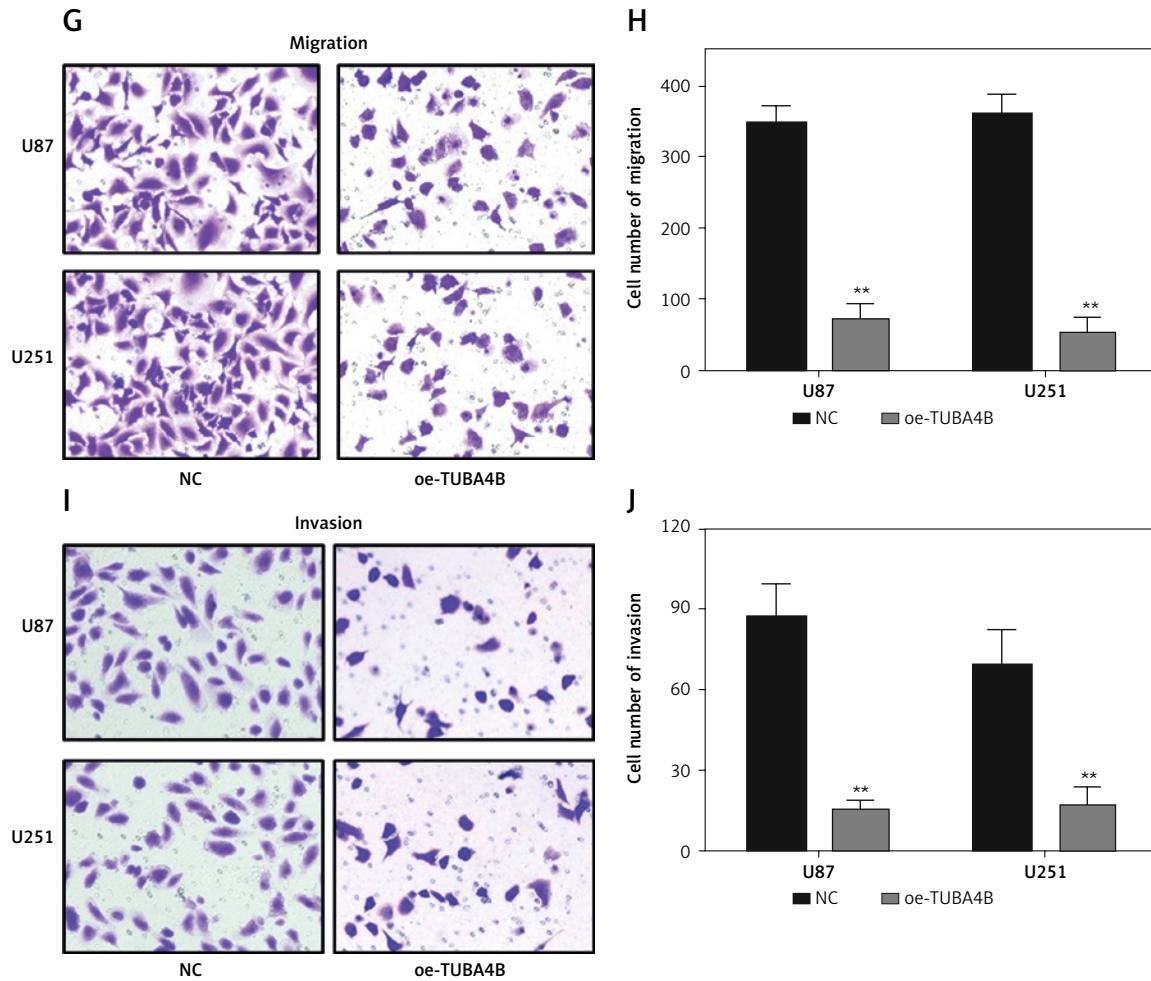 G
Migration
U87
U251
NC
oe-TUBA4B
H
Cell number of migration
400
300
200
100
0
**
**
U87
U251
NC
oe-TUBA4B
I
Invasion
U87
U251
NC
oe-TUBA4B
J
Cell number of invasion
120
90
60
30
0
**
**
U87
U251
NC
oe-TUBA4B